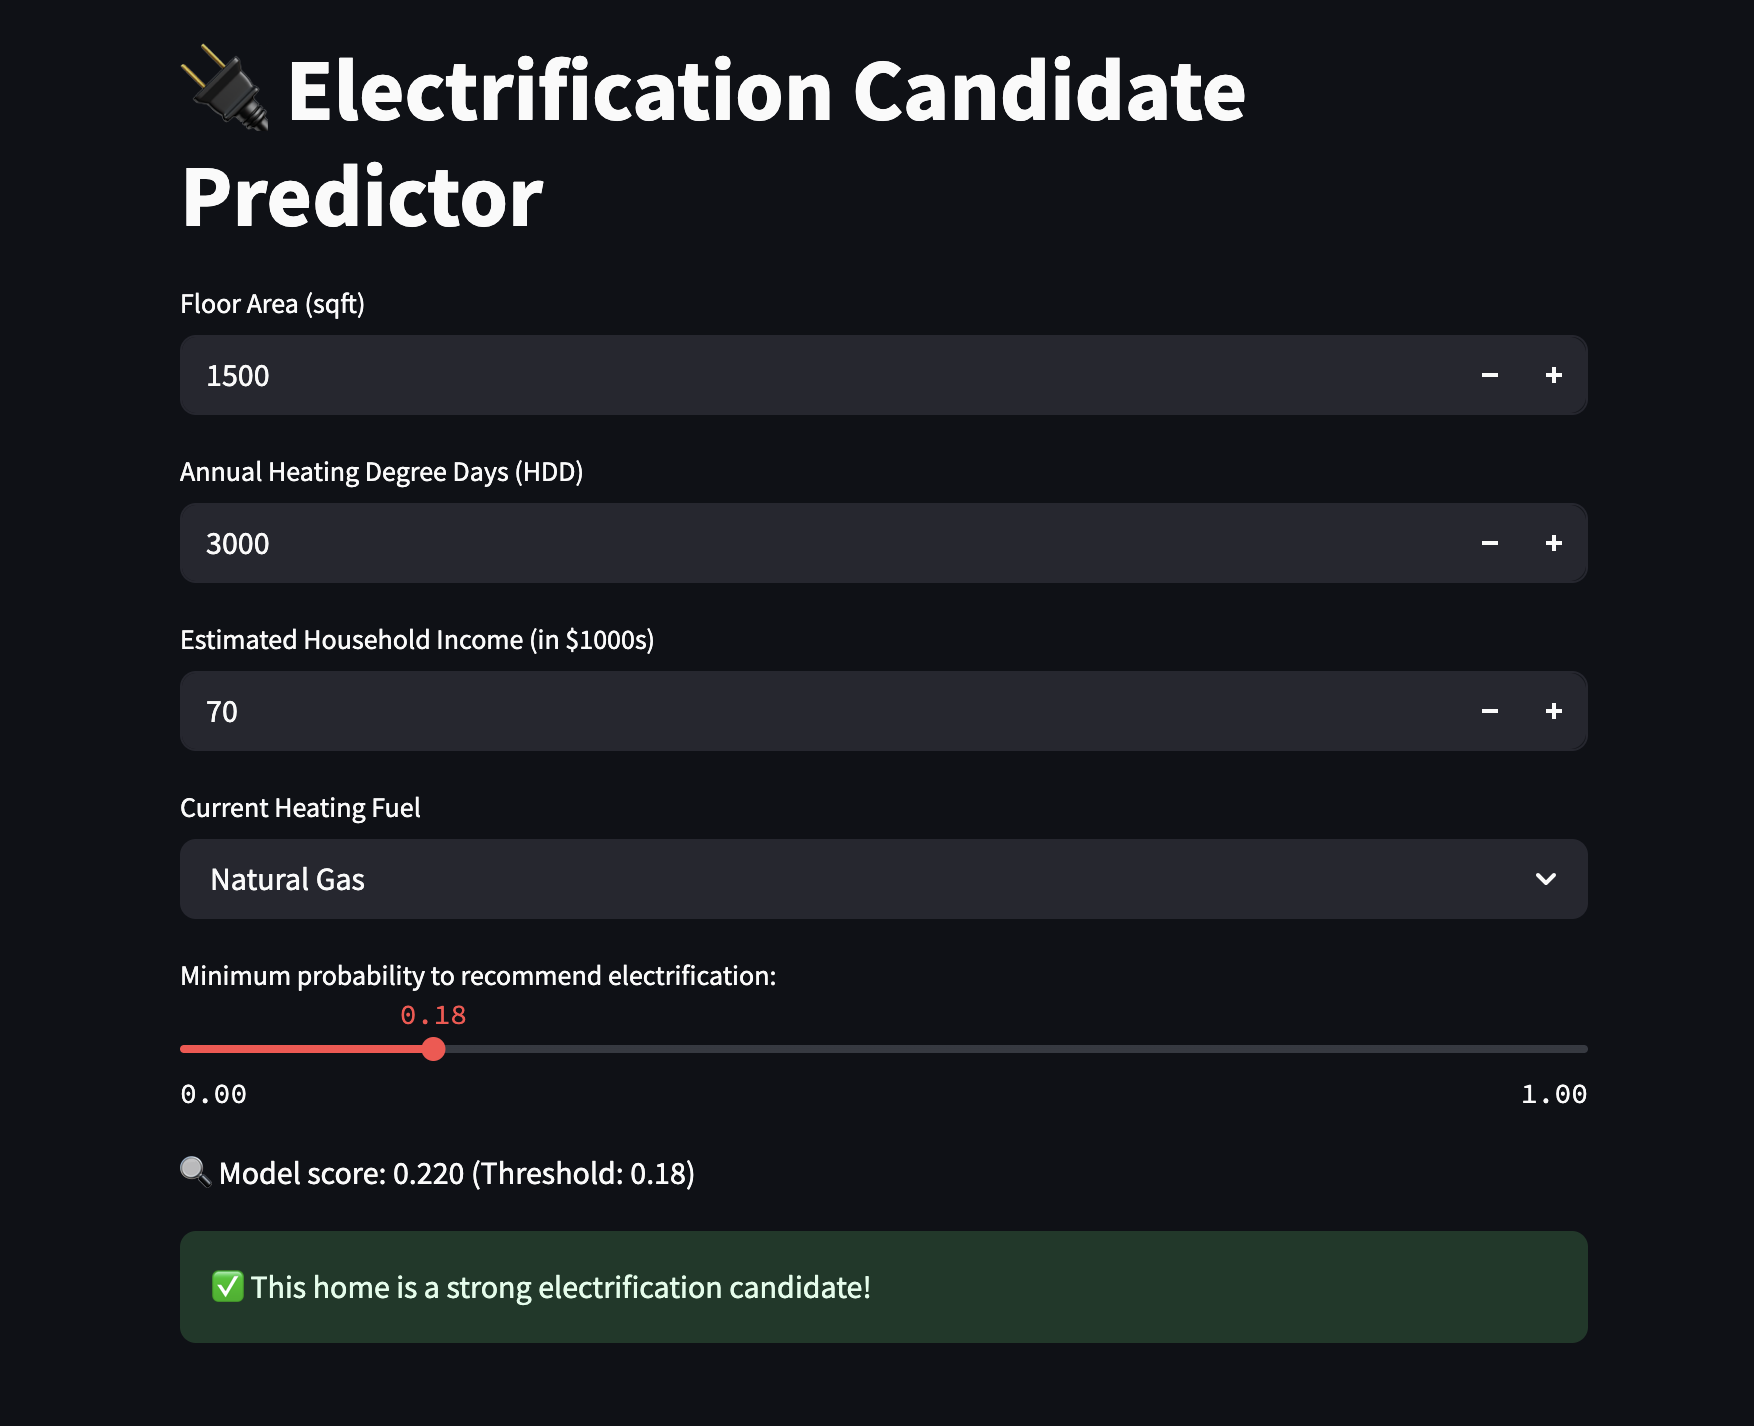 Electrification Candidate
Predictor
Floor Area (sqft)
1500
Annual Heating Degree Days (HDD)
3000
Estimated Household Income (in $1000s)
70
Current Heating Fuel
Natural Gas
Minimum probability to recommend electrification:
0.18
0.00 1.00
Model score: 0.220 (Threshold: 0.18)
This home is a strong electrification candidate!